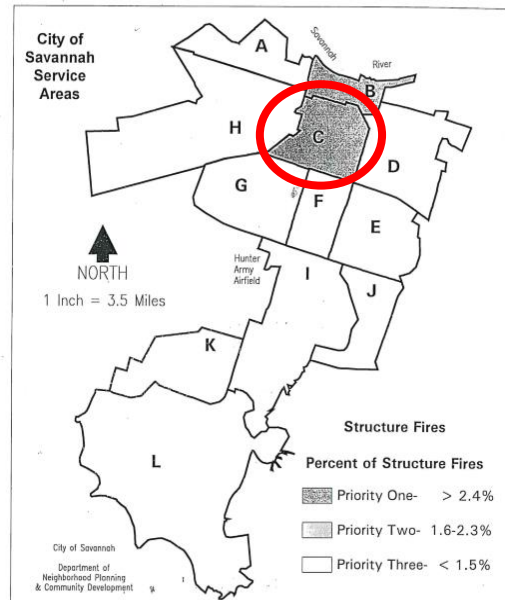 City of
Savannah
Service
Areas
A
Savannah
River
B
H
C
D
G
F
E
NORTH
1 Inch = 3.5 Miles
Hunter
Army
Airfield
I
J
K
L
Structure Fires
Percent of Structure Fires
Priority One- > 2.4%
Priority Two- 1.6-2.3%
Priority Three- < 1.5%
City of Savannah
Department of
Neighborhood Planning
& Community Development